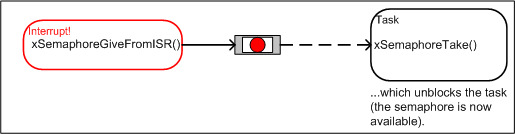 Interrupt!
xSemaphoreGiveFromISR()
Task
xSemaphoreTake()
...which unblocks the task
(the semaphore is now
available).